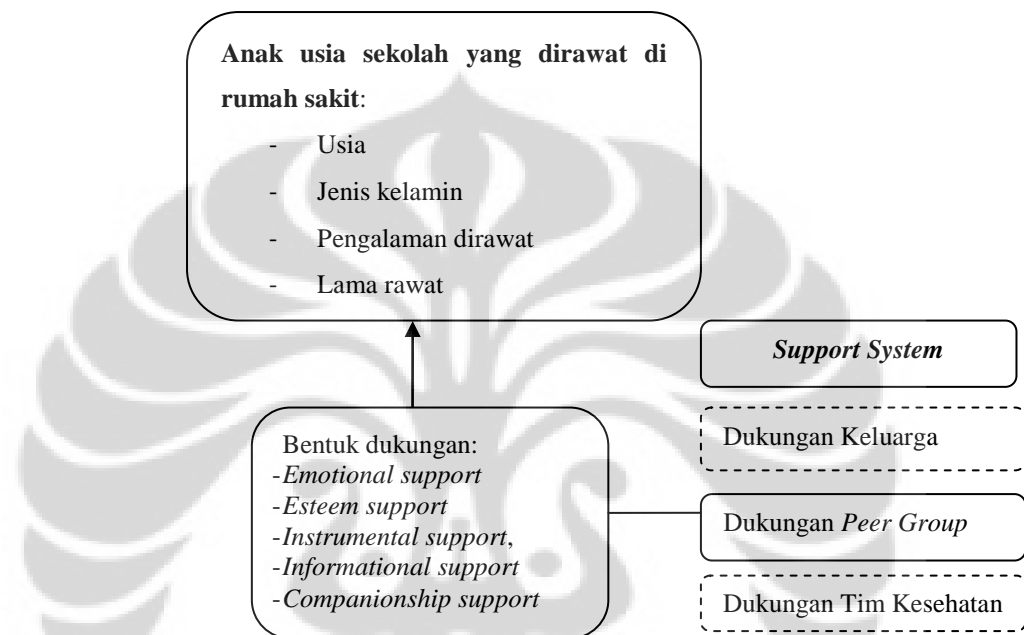 Anak usia sekolah yang dirawat di
rumah sakit:
- Usia
- Jenis kelamin
- Pengalaman dirawat
- Lama rawat
Support System
Dukungan Keluarga
Bentuk dukungan:
-Emotional support
-Esteem support
-Instrumental support,
-Informational support
-Companionship support
Dukungan Peer Group
Dukungan Tim Kesehatan